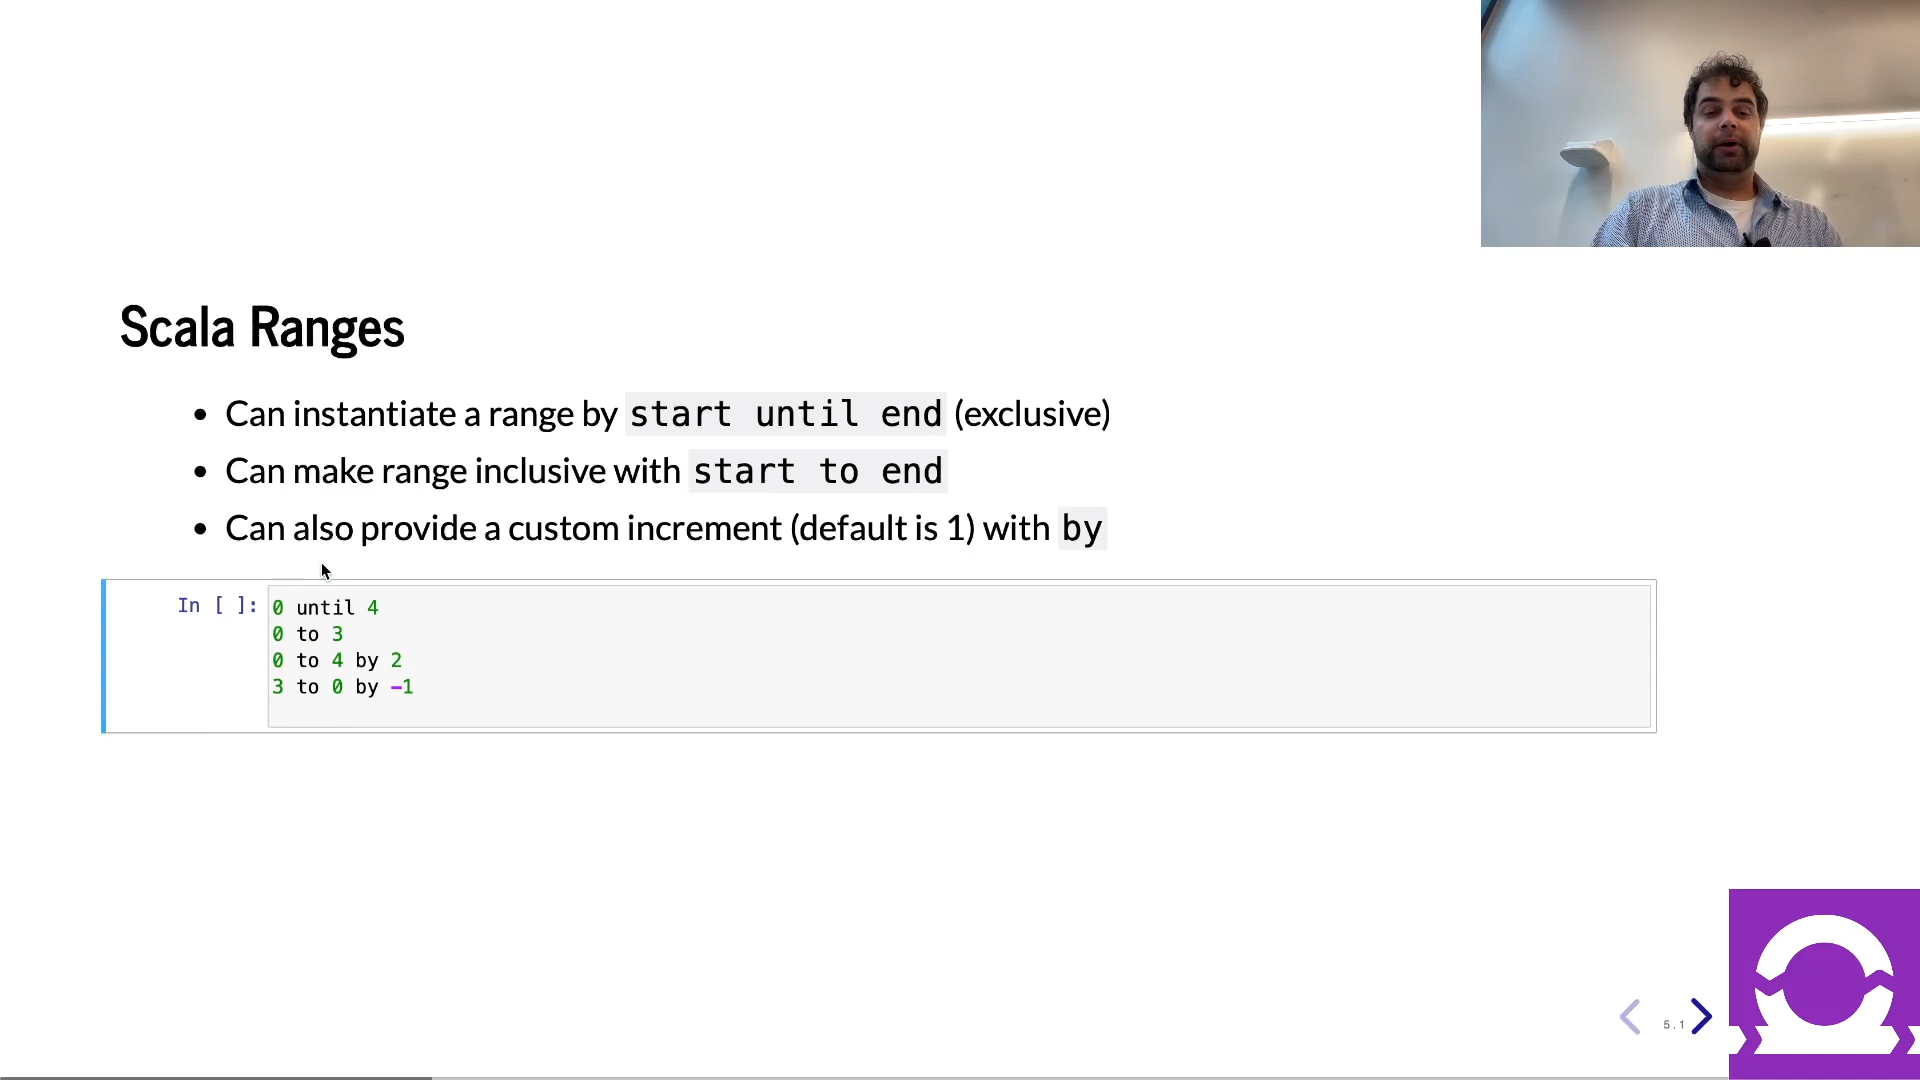 Scala Ranges
• Can instantiate a range by start until end (exclusive)
• Can make range inclusive with start to end
• Can also provide a custom increment (default is 1) with by
In [ ]: 0 until 4
0 to 3
0 to 4 by 2
3 to 0 by -1
5.1